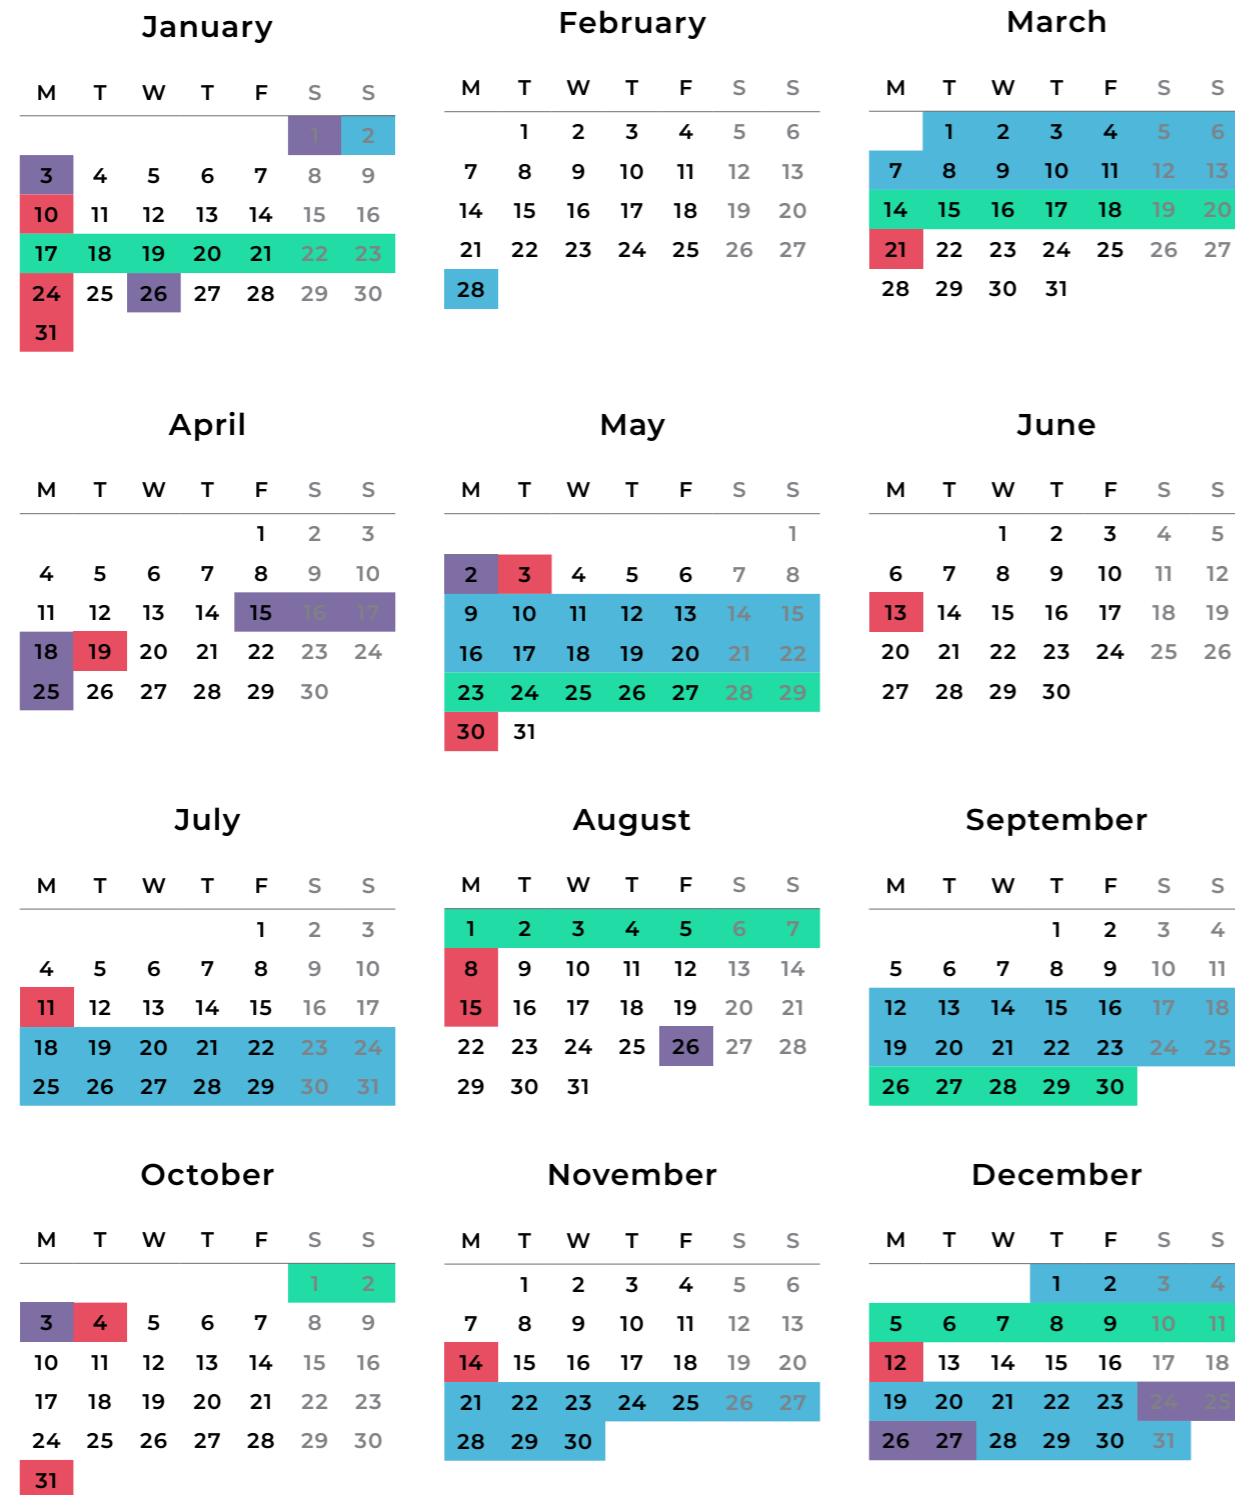 January
M T W T F S S
1 2
3 4 5 6 7 8 9
10 11 12 13 14 15 16
17 18 19 20 21 22 23
24 25 26 27 28 29 30
31
February
M T W T F S S
1 2 3 4 5 6
7 8 9 10 11 12 13
14 15 16 17 18 19 20
21 22 23 24 25 26 27
28
March
M T W T F S S
1 2 3 4 5 6
7 8 9 10 11 12 13
14 15 16 17 18 19 20
21 22 23 24 25 26 27
28 29 30 31
April
M T W T F S S
1 2 3
4 5 6 7 8 9 10
11 12 13 14 15 16 17
18 19 20 21 22 23 24
25 26 27 28 29 30
May
M T W T F S S
1
2 3 4 5 6 7 8
9 10 11 12 13 14 15
16 17 18 19 20 21 22
23 24 25 26 27 28 29
30 31
June
M T W T F S S
1 2 3 4 5
6 7 8 9 10 11 12
13 14 15 16 17 18 19
20 21 22 23 24 25 26
27 28 29 30
July
M T W T F S S
1 2 3
4 5 6 7 8 9 10
11 12 13 14 15 16 17
18 19 20 21 22 23 24
25 26 27 28 29 30 31
August
M T W T F S S
1 2 3 4 5 6 7
8 9 10 11 12 13 14
15 16 17 18 19 20 21
22 23 24 25 26 27 28
29 30 31
September
M T W T F S S
1 2 3 4
5 6 7 8 9 10 11
12 13 14 15 16 17 18
19 20 21 22 23 24 25
26 27 28 29 30
October
M T W T F S S
1 2
3 4 5 6 7 8 9
10 11 12 13 14 15 16
17 18 19 20 21 22 23
24 25 26 27 28 29 30
31
November
M T W T F S S
1 2 3 4 5 6
7 8 9 10 11 12 13
14 15 16 17 18 19 20
21 22 23 24 25 26 27
28 29 30
December
M T W T F S S
1 2 3 4
5 6 7 8 9 10 11
12 13 14 15 16 17 18
19 20 21 22 23 24 25
26 27 28 29 30 31